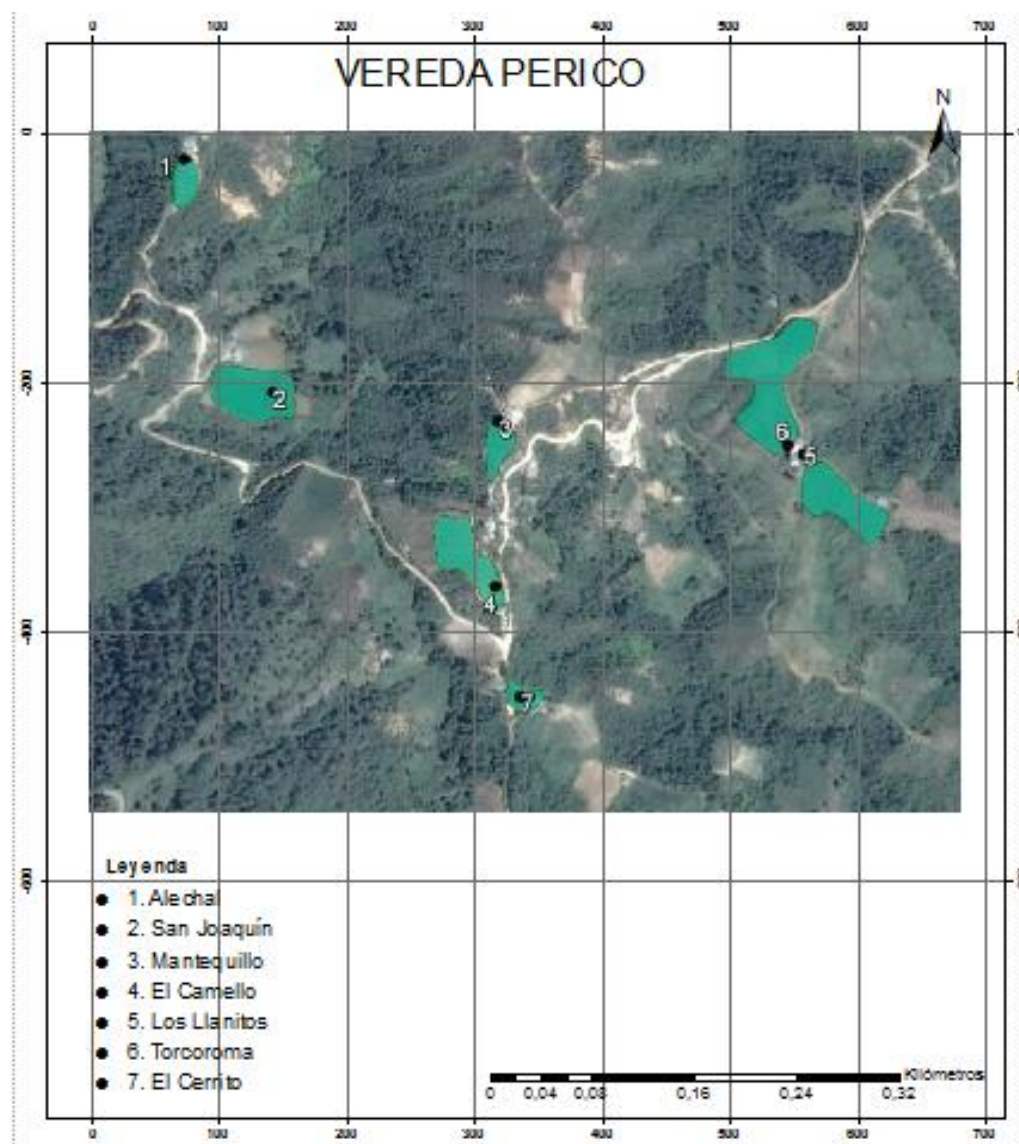 0 100 200 300 400 500 600 700
VEREDA PERICO
N
0
1
-200
2
3
6
5
4
-400
7
-600
Leyenda
1. Alechal
2. San Joaquín
3. Mantequillo
4. El Camello
5. Los Llanitos
6. Torcoroma
7. El Cerrito
Kilómetros
0 0,04 0,08 0,16 0,24 0,32
0 100 200 300 400 500 600 700